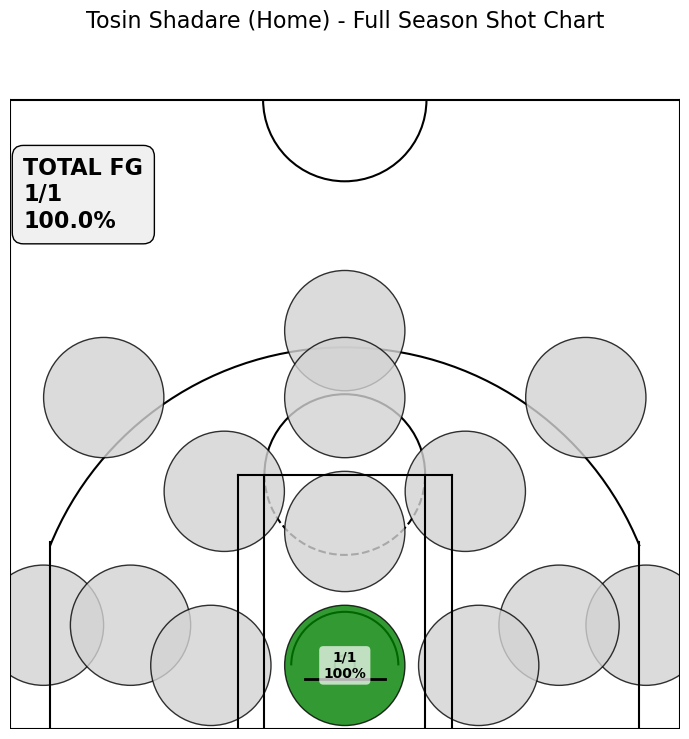 Tosin Shadare (Home) - Full Season Shot Chart
TOTAL FG
1/1
100.0%
1/1
100%